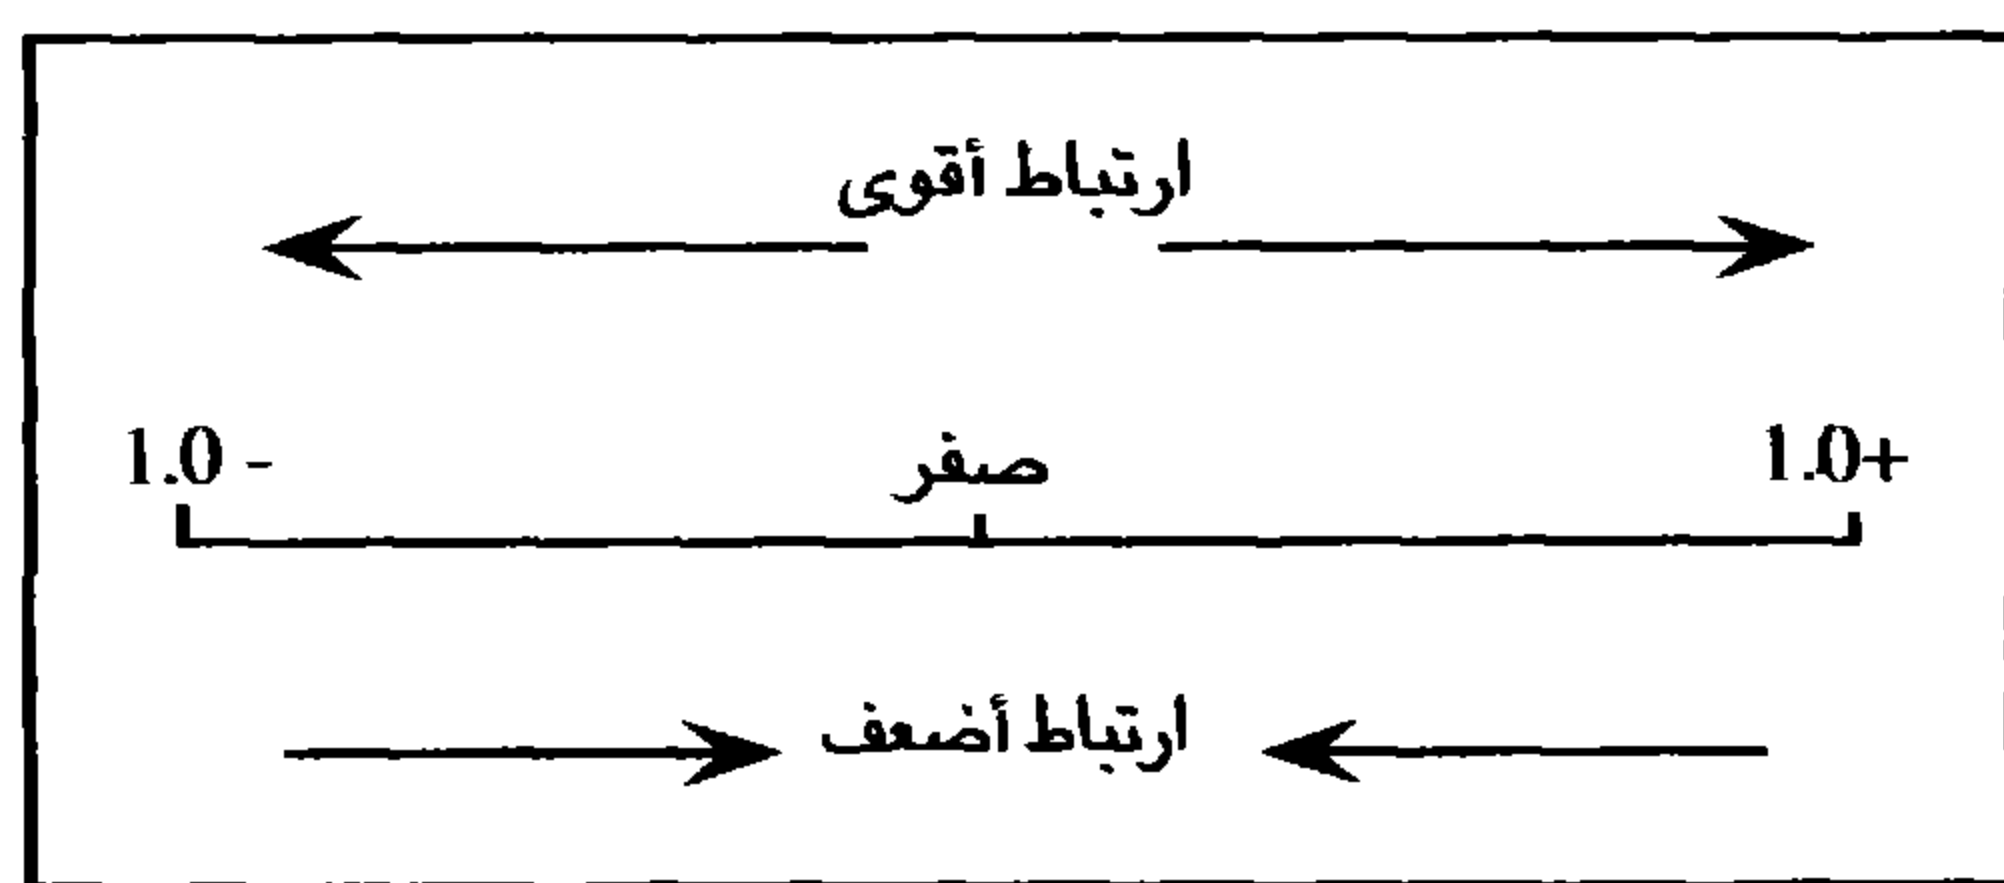 ارتباط أقوى
1.0+ صفر 1.0 -
ارتباط أضعف